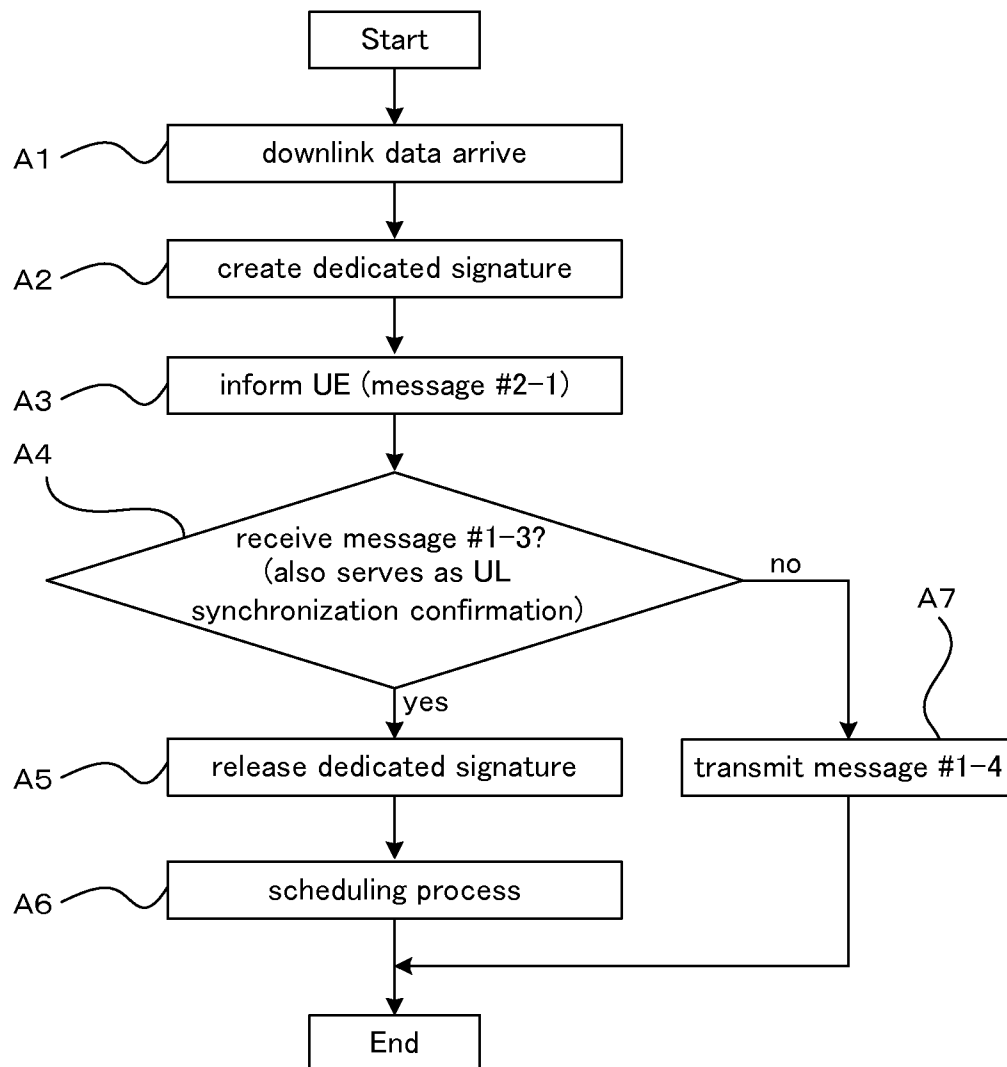 Start
A1
downlink data arrive
A2
create dedicated signature
A3
inform UE (message #2-1)
A4
receive message #1-3?
(also serves as UL
synchronization confirmation)
no
A7
yes
A5
release dedicated signature
transmit message #1-4
A6
scheduling process
End